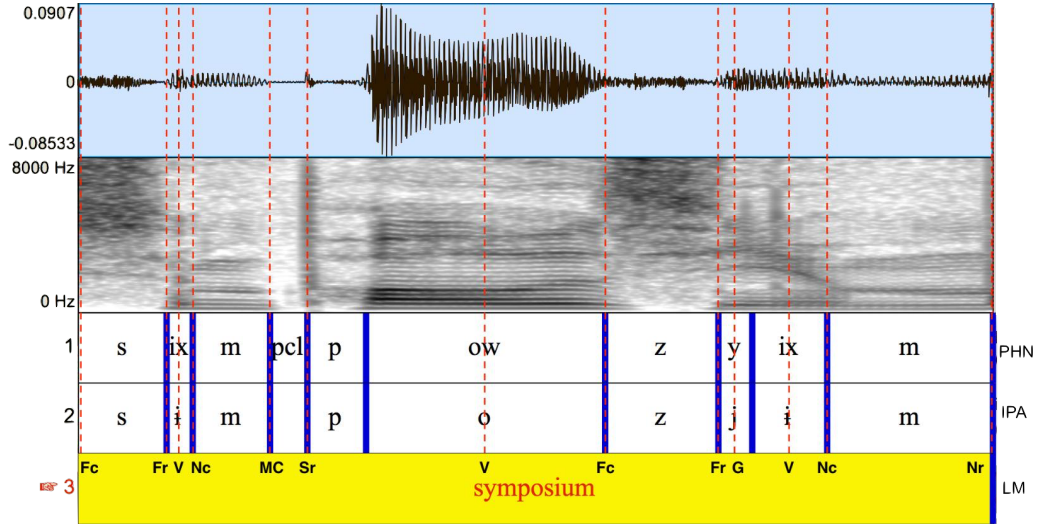 0.0907
0
-0.08533
8000 Hz
0 Hz
1 s ix m pcl p ow z y ix m PHN
2 s ɨ m p o z j ɨ m IPA
Fc Fr V Nc MC Sr V Fc Fr G V Nc Nr
☞ 3 symposium LM